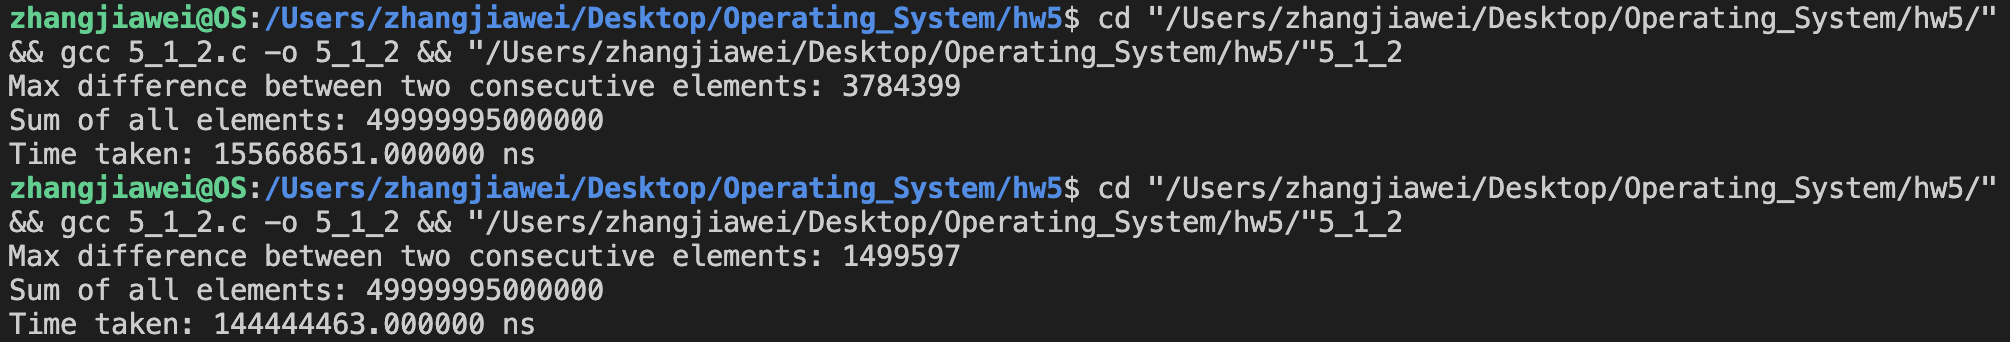 zhangjiawei@OS:/Users/zhangjiawei/Desktop/Operating_System/hw5$ cd "/Users/zhangjiawei/Desktop/Operating_System/hw5/"
&& gcc 5_1_2.c -o 5_1_2 && "/Users/zhangjiawei/Desktop/Operating_System/hw5/"5_1_2
Max difference between two consecutive elements: 3784399
Sum of all elements: 49999995000000
Time taken: 155668651.000000 ns
zhangjiawei@OS:/Users/zhangjiawei/Desktop/Operating_System/hw5$ cd "/Users/zhangjiawei/Desktop/Operating_System/hw5/"
&& gcc 5_1_2.c -o 5_1_2 && "/Users/zhangjiawei/Desktop/Operating_System/hw5/"5_1_2
Max difference between two consecutive elements: 1499597
Sum of all elements: 49999995000000
Time taken: 144444463.000000 ns